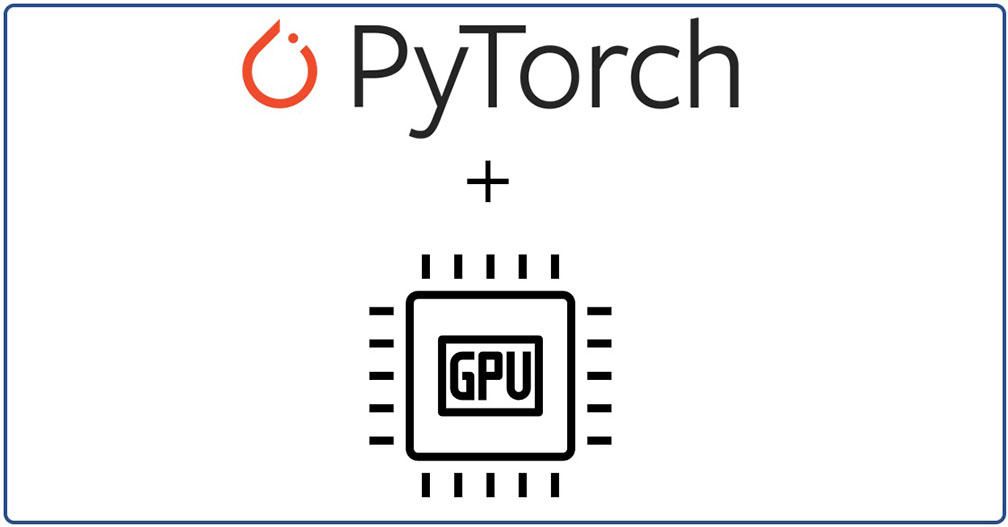 PyTorch
+
GPU